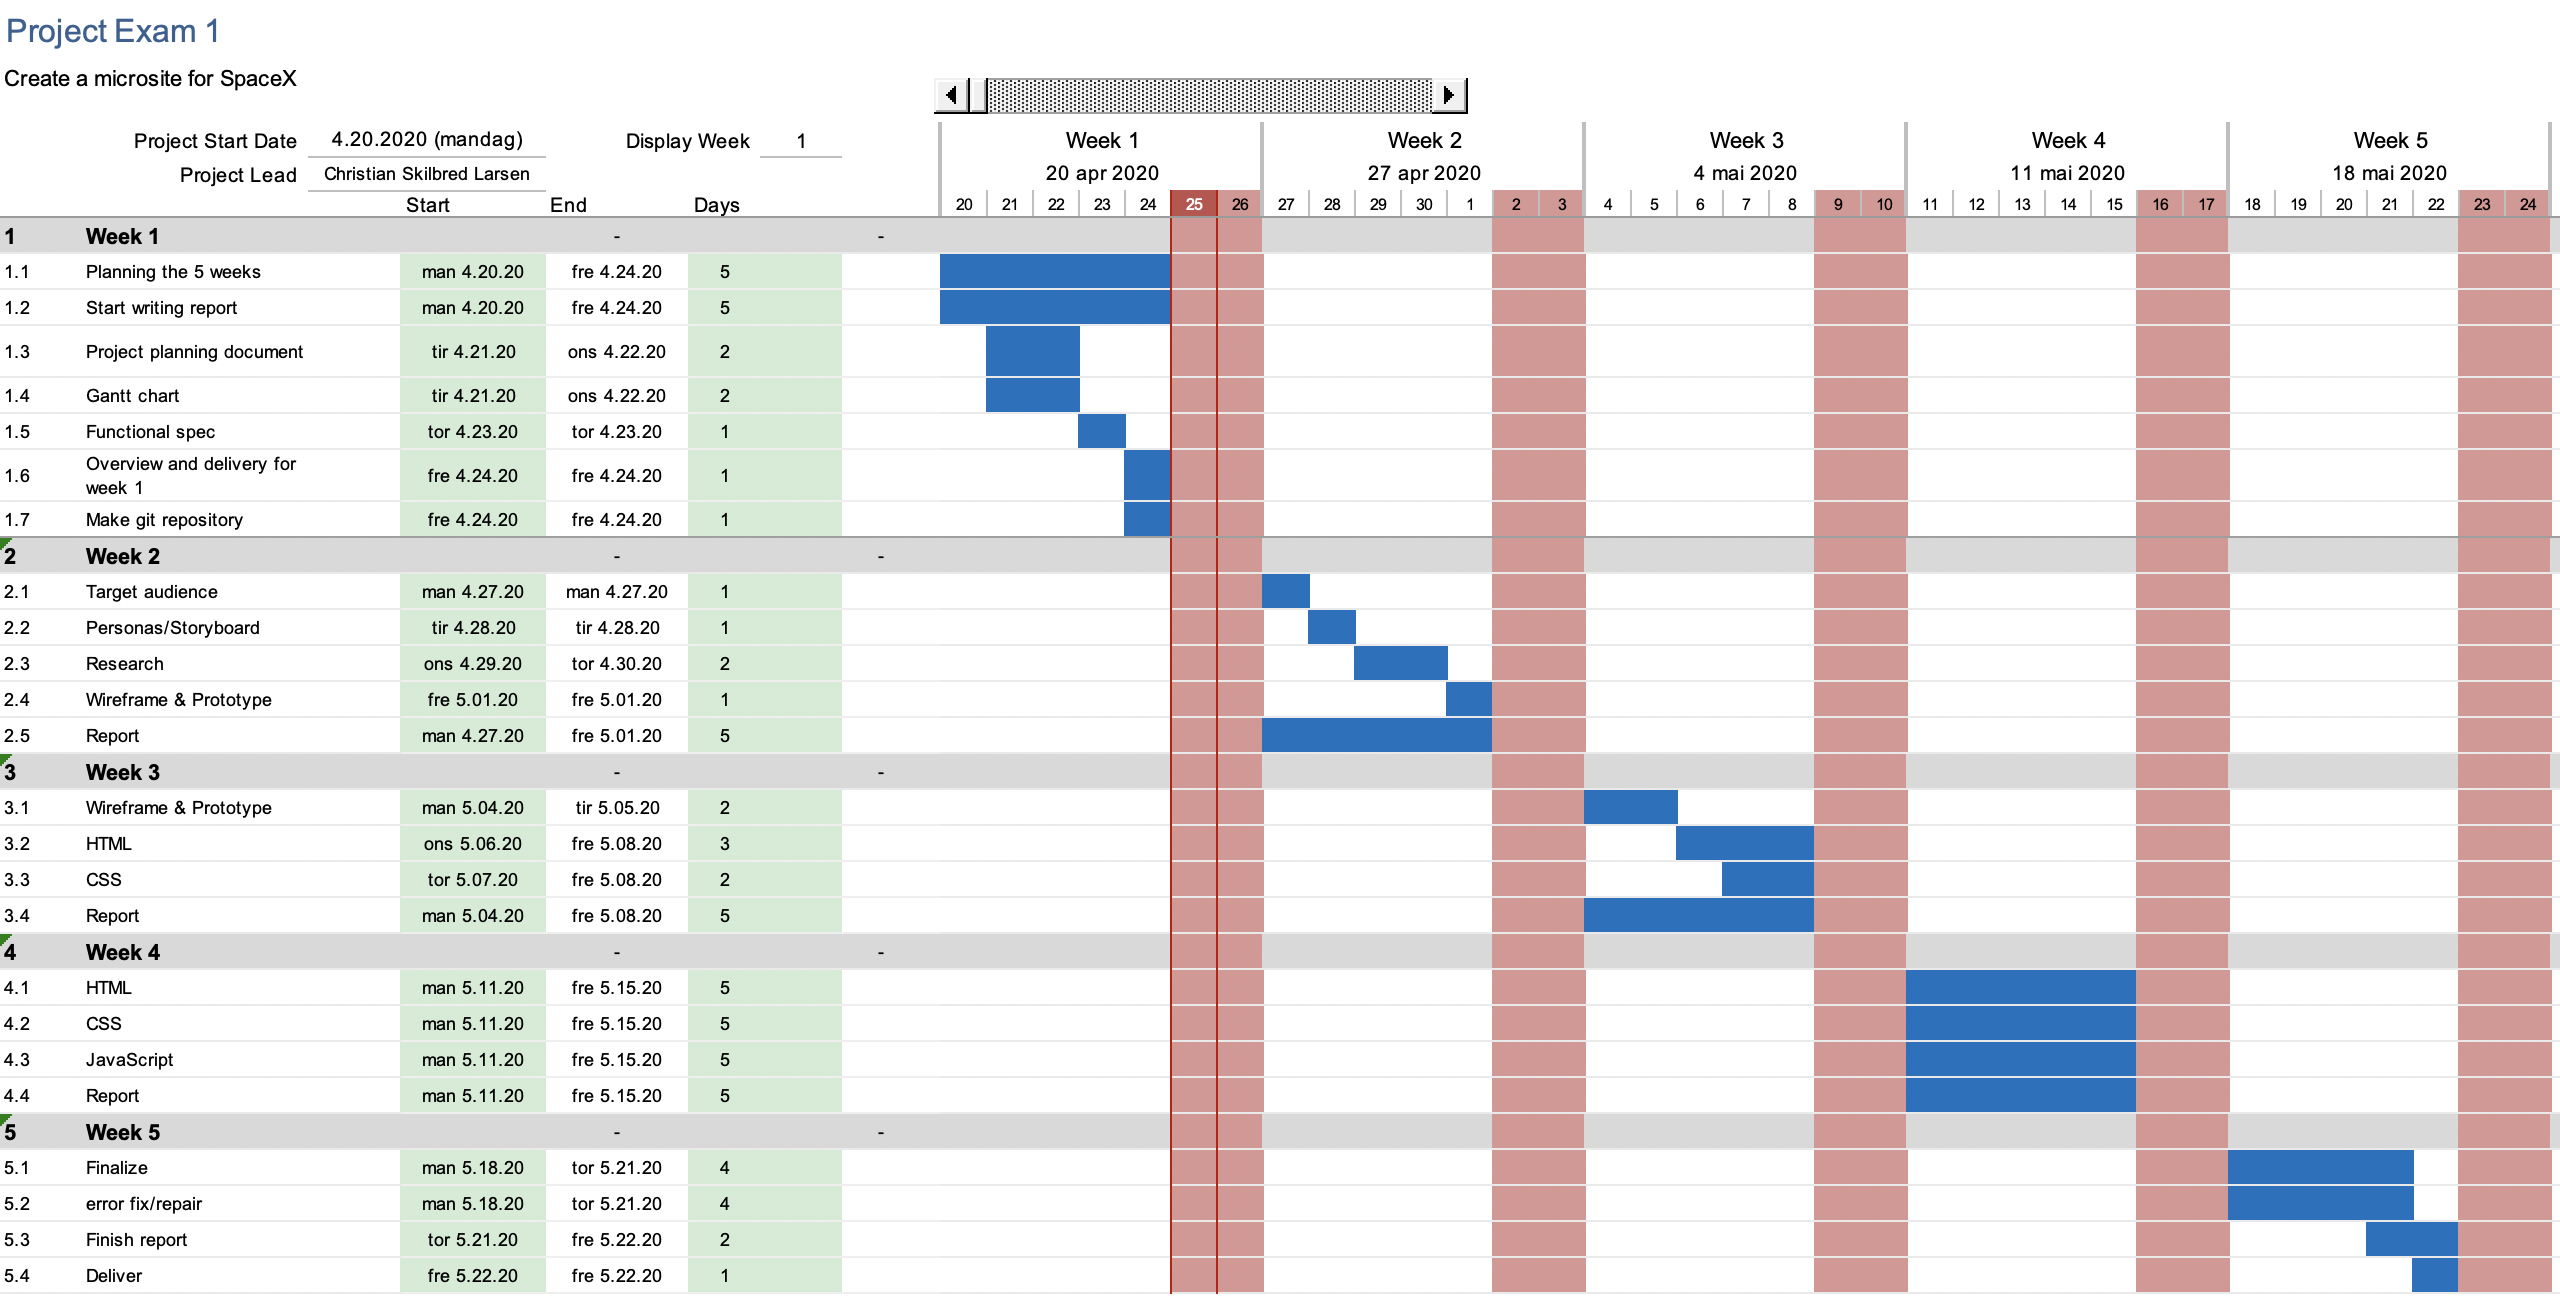 Project Exam 1
Create a microsite for SpaceX
Project Start Date 4.20.2020 (mandag) Display Week 1 Week 1 Week 2 Week 3 Week 4 Week 5
Project Lead Christian Skilbred Larsen 20 apr 2020 27 apr 2020 4 mai 2020 11 mai 2020 18 mai 2020
Start End Days 20 21 22 23 24 25 26 27 28 29 30 1 2 3 4 5 6 7 8 9 10 11 12 13 14 15 16 17 18 19 20 21 22 23 24
1 Week 1 - -
1.1 Planning the 5 weeks man 4.20.20 fre 4.24.20 5
1.2 Start writing report man 4.20.20 fre 4.24.20 5
1.3 Project planning document tir 4.21.20 ons 4.22.20 2
1.4 Gantt chart tir 4.21.20 ons 4.22.20 2
1.5 Functional spec tor 4.23.20 tor 4.23.20 1
1.6 Overview and delivery for
week 1 fre 4.24.20 fre 4.24.20 1
1.7 Make git repository fre 4.24.20 fre 4.24.20 1
2 Week 2 - -
2.1 Target audience man 4.27.20 man 4.27.20 1
2.2 Personas/Storyboard tir 4.28.20 tir 4.28.20 1
2.3 Research ons 4.29.20 tor 4.30.20 2
2.4 Wireframe & Prototype fre 5.01.20 fre 5.01.20 1
2.5 Report man 4.27.20 fre 5.01.20 5
3 Week 3 - -
3.1 Wireframe & Prototype man 5.04.20 tir 5.05.20 2
3.2 HTML ons 5.06.20 fre 5.08.20 3
3.3 CSS tor 5.07.20 fre 5.08.20 2
3.4 Report man 5.04.20 fre 5.08.20 5
4 Week 4 - -
4.1 HTML man 5.11.20 fre 5.15.20 5
4.2 CSS man 5.11.20 fre 5.15.20 5
4.3 JavaScript man 5.11.20 fre 5.15.20 5
4.4 Report man 5.11.20 fre 5.15.20 5
5 Week 5 - -
5.1 Finalize man 5.18.20 tor 5.21.20 4
5.2 error fix/repair man 5.18.20 tor 5.21.20 4
5.3 Finish report tor 5.21.20 fre 5.22.20 2
5.4 Deliver fre 5.22.20 fre 5.22.20 1